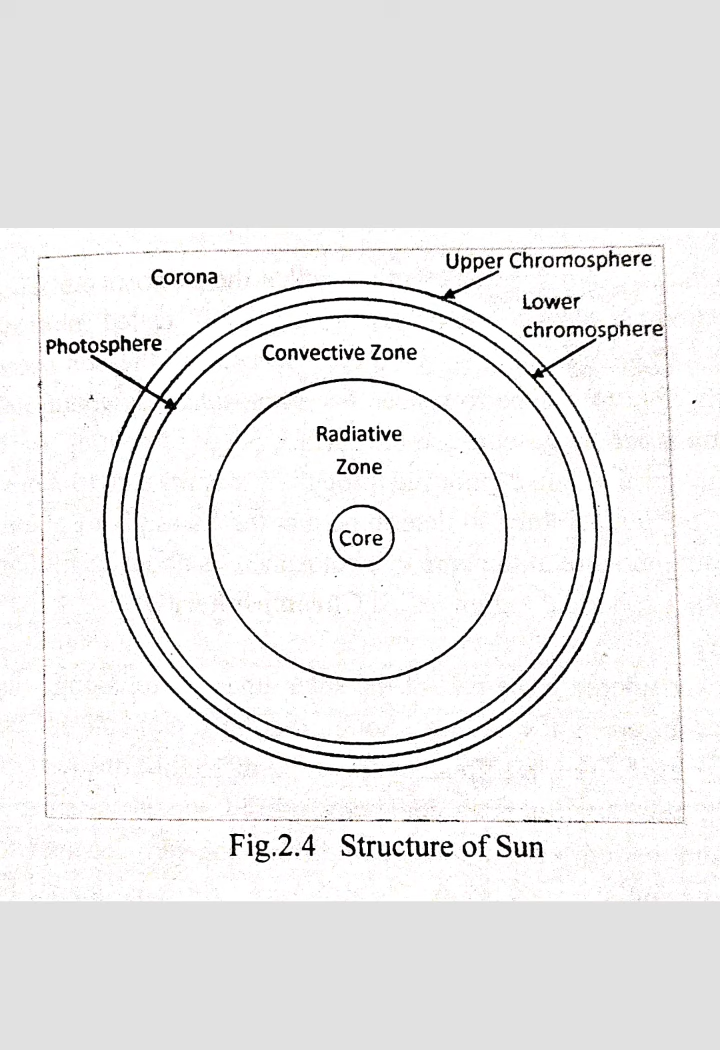 Corona
Upper Chromosphere
Lower
chromosphere
Photosphere
Convective Zone
Radiative
Zone
Core
Fig.2.4 Structure of Sun